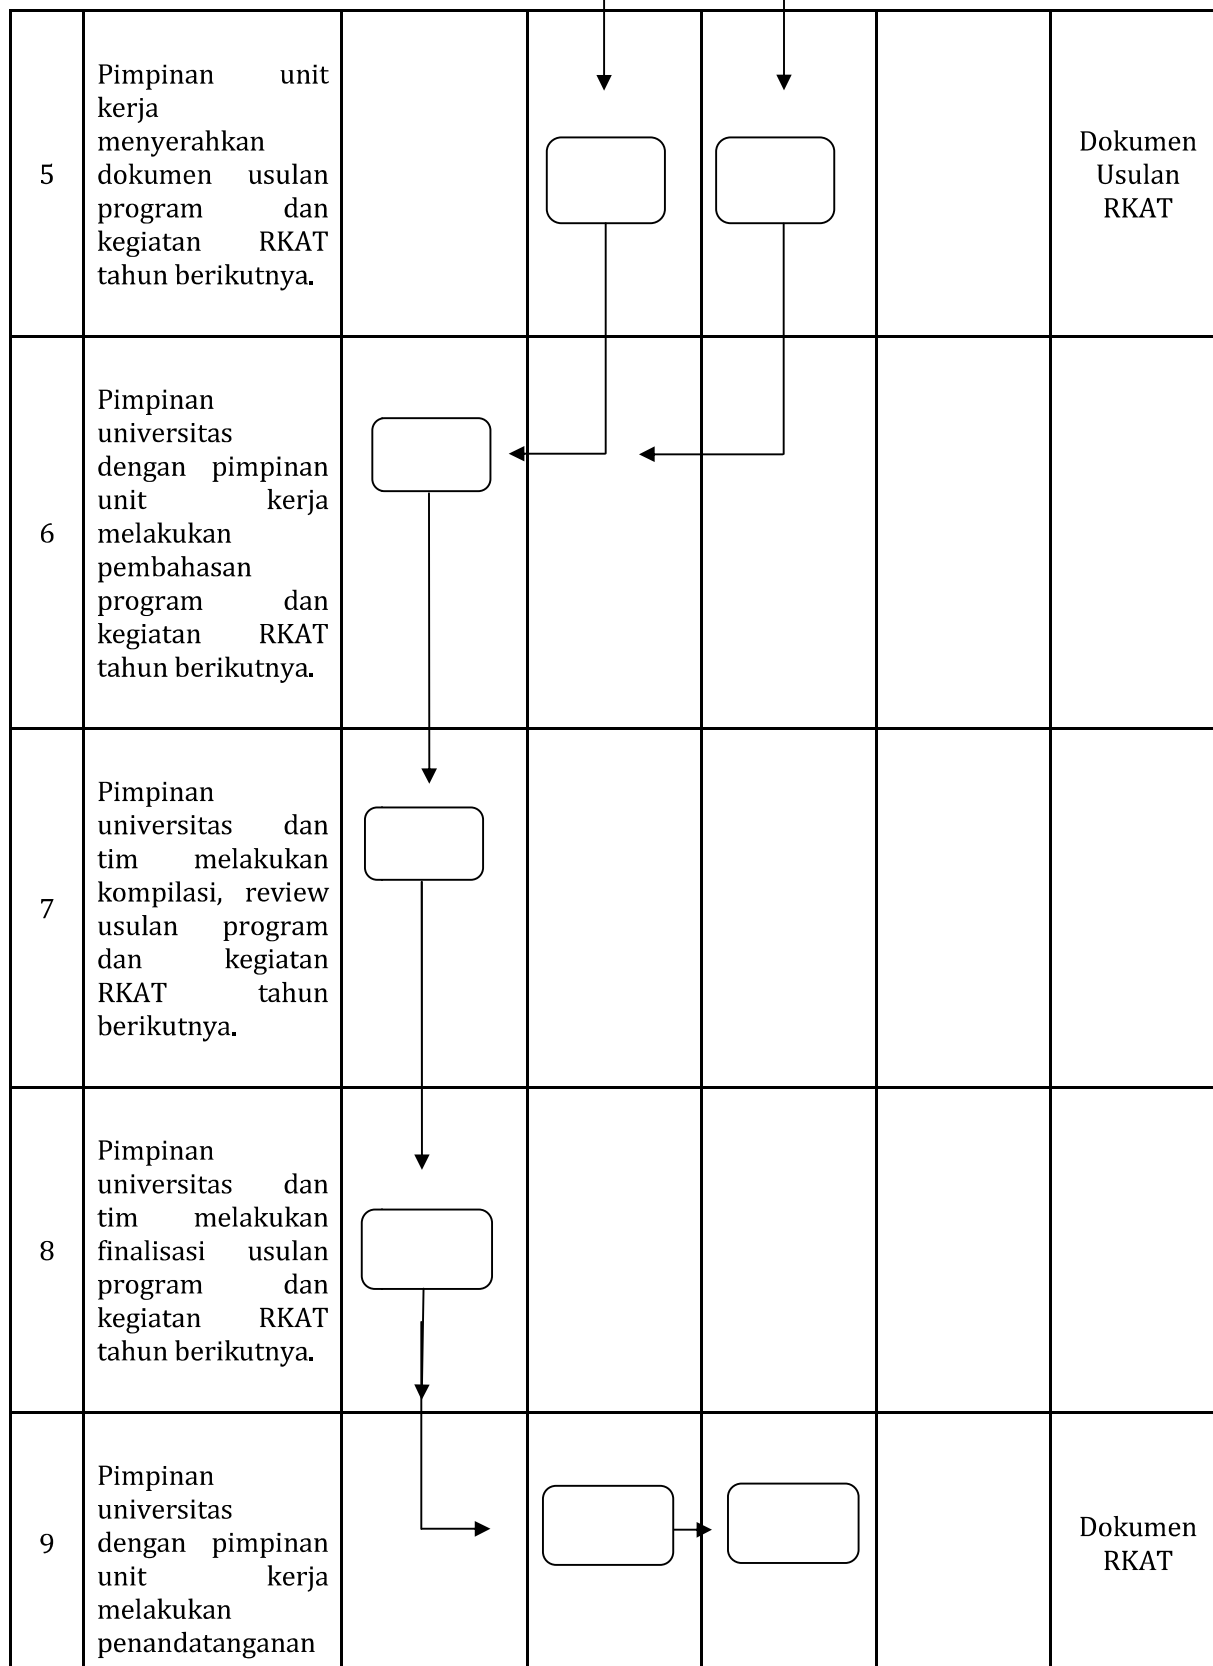 5
Pimpinan unit
kerja
menyerahkan
dokumen usulan
program dan
kegiatan RKAT
tahun berikutnya.
Dokumen
Usulan
RKAT
6
Pimpinan
universitas
dengan pimpinan
unit kerja
melakukan
pembahasan
program dan
kegiatan RKAT
tahun berikutnya.
7
Pimpinan
universitas dan
tim melakukan
kompilasi, review
usulan program
dan kegiatan
RKAT tahun
berikutnya.
8
Pimpinan
universitas dan
tim melakukan
finalisasi usulan
program dan
kegiatan RKAT
tahun berikutnya.
9
Pimpinan
universitas
dengan pimpinan
unit kerja
melakukan
penandatanganan
Dokumen
RKAT